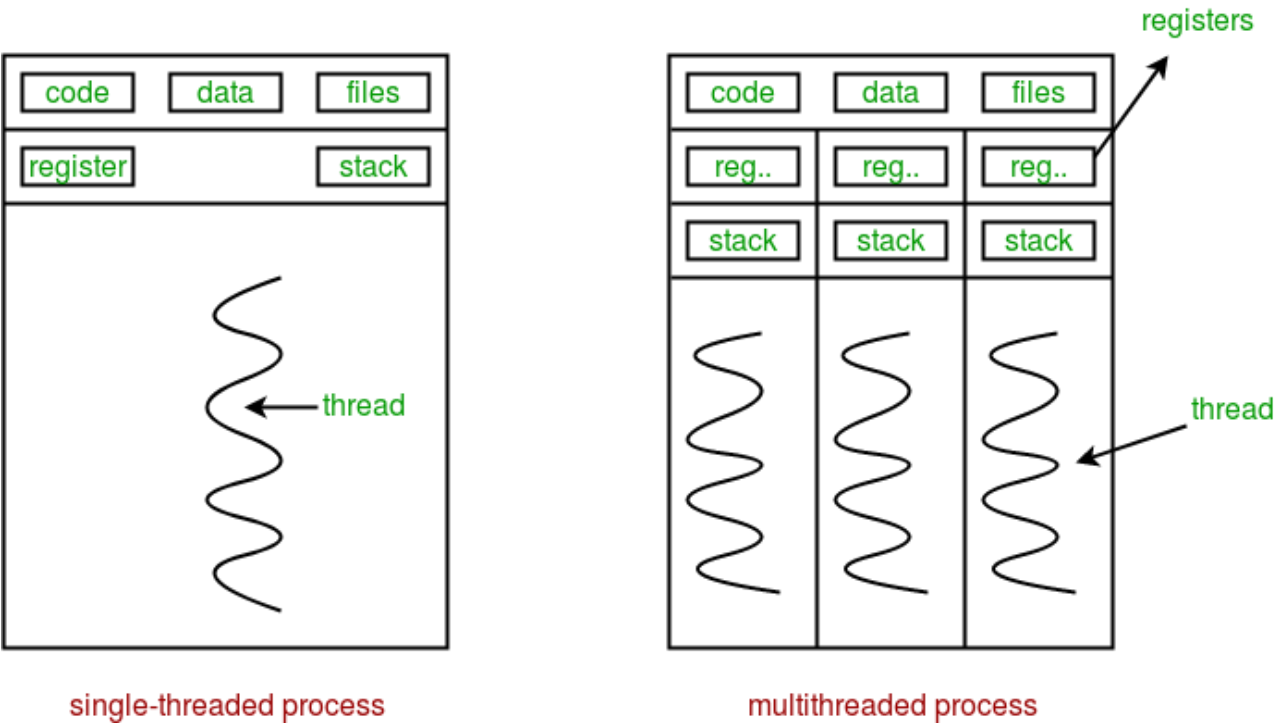 registers
code data files
register stack
thread
single-threaded process
code data files
reg.. reg.. reg..
stack stack stack
thread
multithreaded process